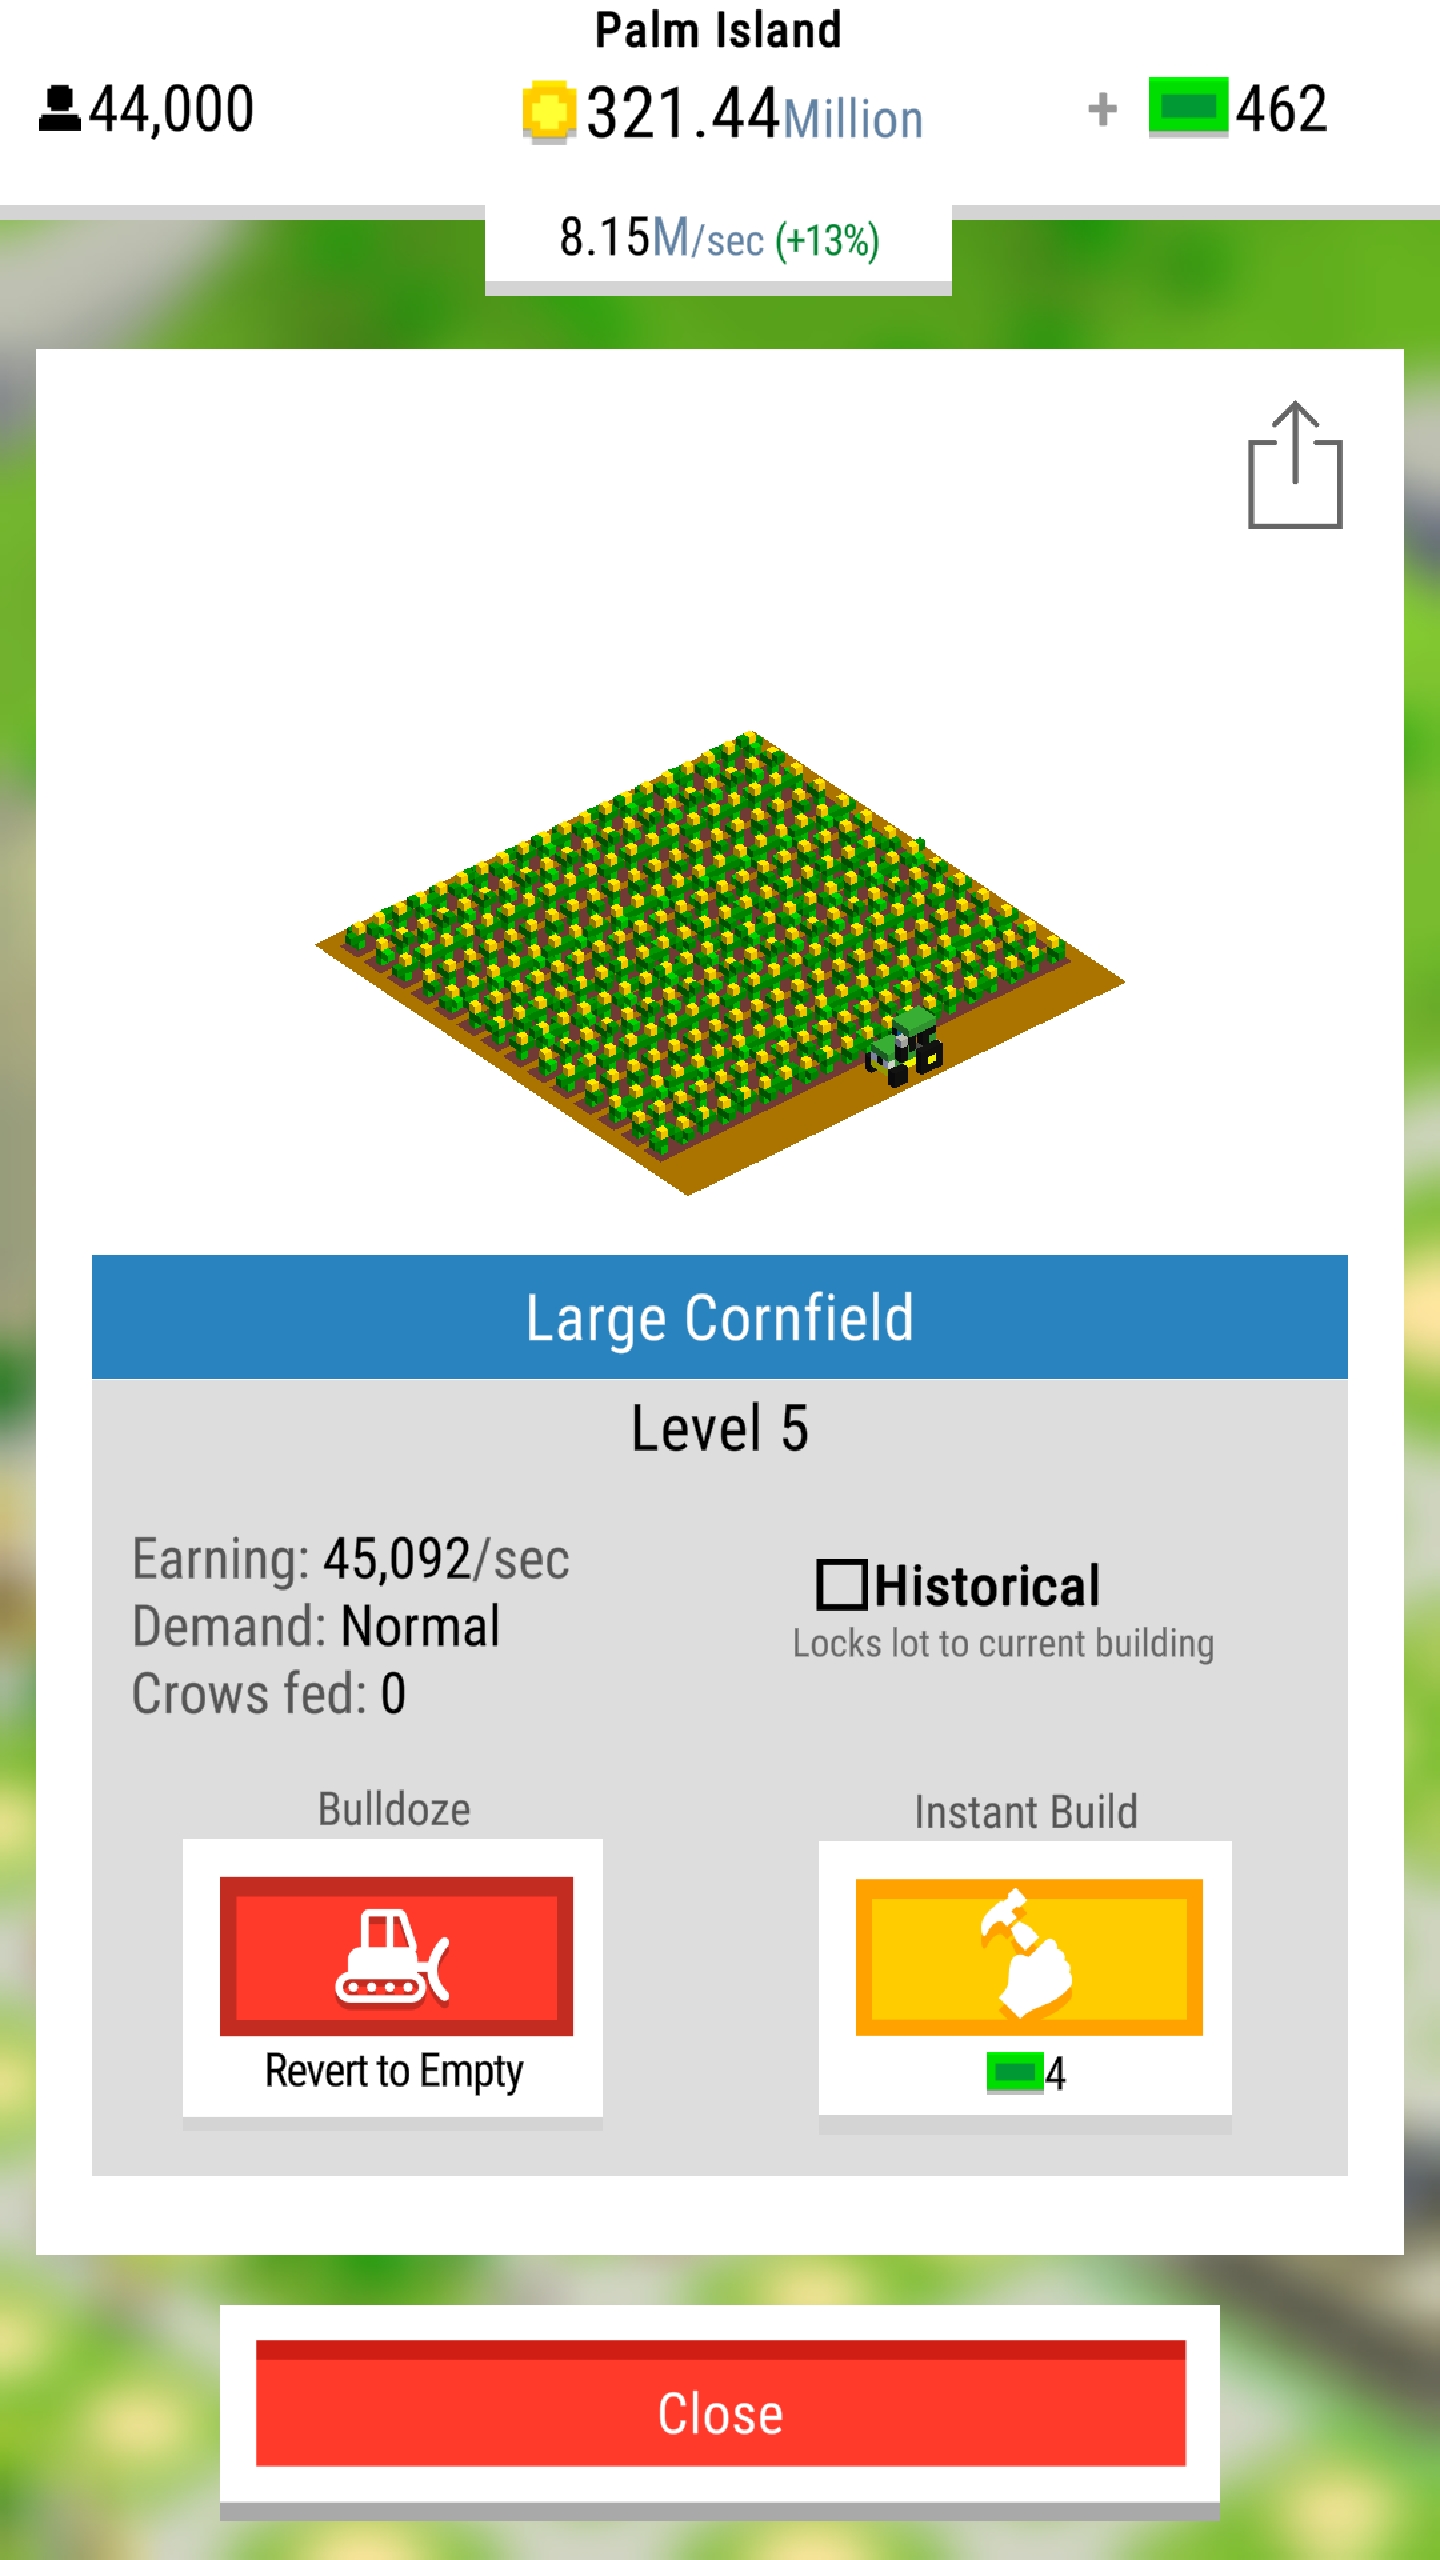 Palm Island
44,000
321.44Million
+ 462
8.15M/sec (+13%)
Large Cornfield
Level 5
Earning: 45,092/sec
Demand: Normal
Crows fed: 0
Historical
Locks lot to current building
Bulldoze
Revert to Empty
Instant Build
4
Close